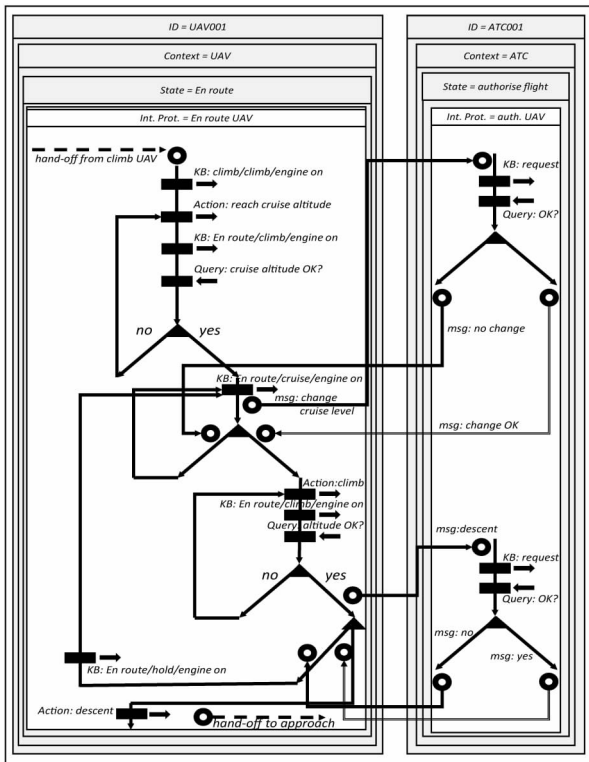 ID = UAV001
Context = UAV
State = En route
Int. Prot. = En route UAV
hand-off from climb UAV
KB: climb/climb/engine on
Action: reach cruise altitude
KB: En route/climb/engine on
Query: cruise altitude OK?
no
yes
KB: En route/cruise/engine on
msg: change
cruise level
Action:climb
KB: En route/climb/engine on
Query: altitude OK?
no
yes
KB: En route/hold/engine on
Action: descent
hand-off to approach
ID = ATC001
Context = ATC
State = authorise flight
Int. Prot. = auth. UAV
KB: request
Query: OK?
msg: no change
msg: change OK
msg:descent
KB: request
Query: OK?
msg: no
msg: yes